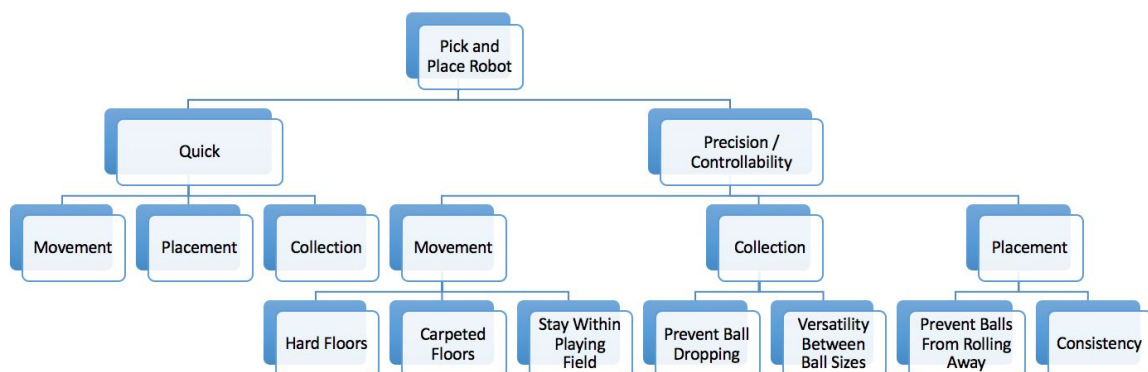 Pick and
Place Robot
Quick
Precision /
Controllability
Movement
Placement
Collection
Movement
Collection
Placement
Hard Floors
Carpeted
Floors
Stay Within
Playing
Field
Prevent Ball
Dropping
Versatility
Between
Ball Sizes
Prevent Balls
From Rolling
Away
Consistency